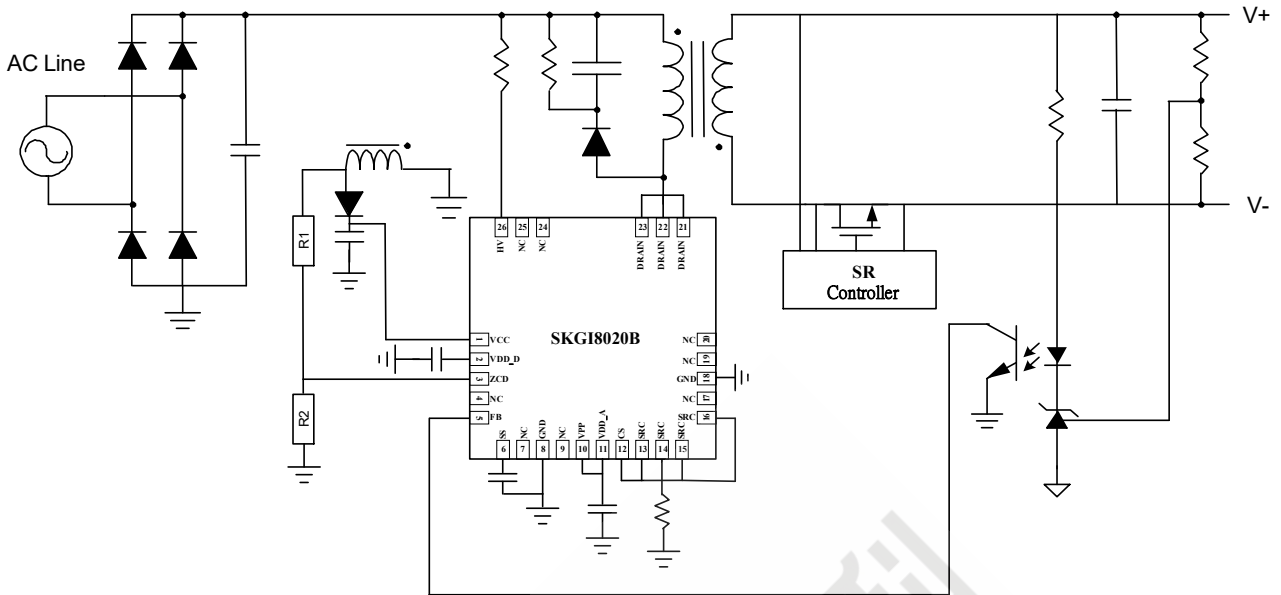 V+
AC Line
R1
26 25 24 23 22 21
HV NC NC DRAIN DRAIN DRAIN
SR
Controller
V-
SKGI8020B
1 VCC
2 VDD_D
3 ZCD
4 NC
5 FB
NC 20
NC 19
GND 18
NC 17
SRC 16
R2
SS NC GND NC VPP VDD_A CS SRC SRC SRC
6 7 8 9 10 11 12 13 14 15